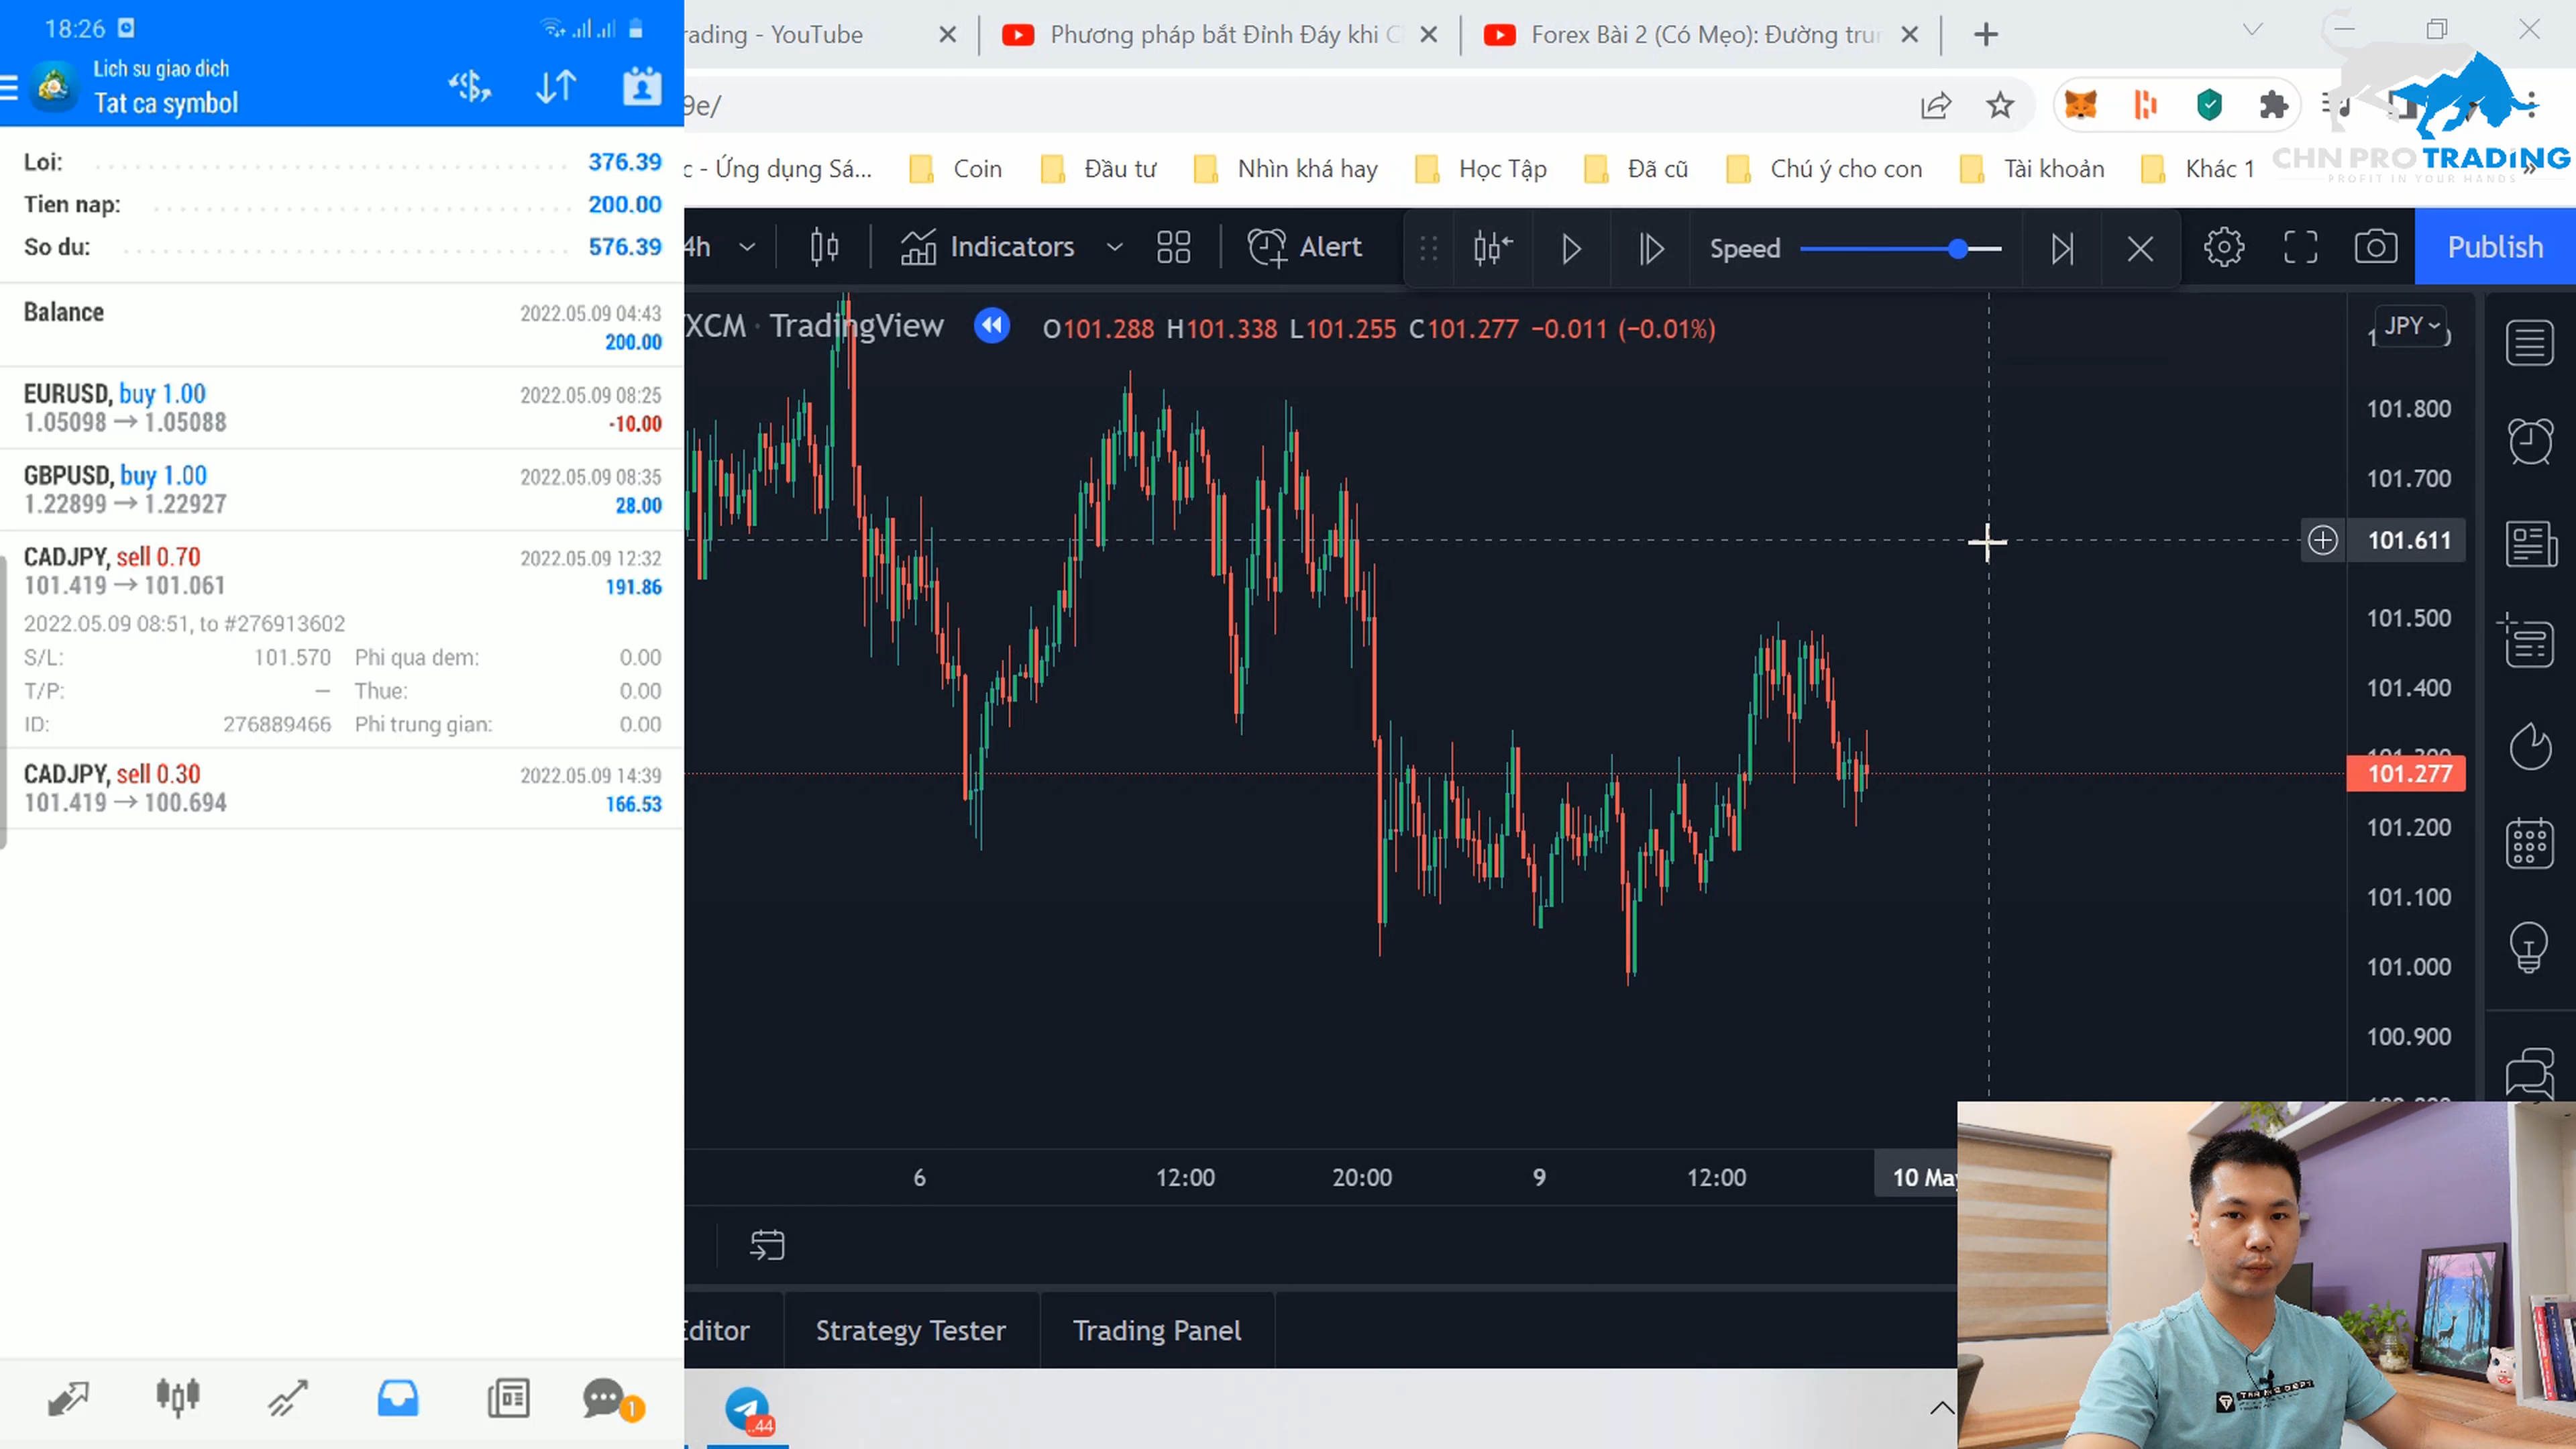 18:26
Lich su giao dich
Tat ca symbol
Loi: 376.39
Tien nap: 200.00
So du: 576.39
Balance 2022.05.09 04:43
200.00
EURUSD, buy 1.00 2022.05.09 08:25
1.05098 → 1.05088 -10.00
GBPUSD, buy 1.00 2022.05.09 08:35
1.22899 → 1.22927 28.00
CADJPY, sell 0.70 2022.05.09 12:32
101.419 → 101.061 191.86
2022.05.09 08:51, to #276913602
S/L: 101.570 Phi qua dem: 0.00
T/P: – Thue: 0.00
ID: 276889466 Phi trung gian: 0.00
CADJPY, sell 0.30 2022.05.09 14:39
101.419 → 100.694 166.53
1
rading - YouTube
Phương pháp bắt Đỉnh Đáy khi C
Forex Bài 2 (Có Mẹo): Đường trun
9e/
c - Ứng dụng Sá...
Coin
Đầu tư
Nhìn khá hay
Học Tập
Đã cũ
Chú ý cho con
Tài khoản
Khác 1
CHN PRO TRADING
PROFIT IN YOUR HANDS
4h
Indicators
Alert
Speed
Publish
XCM · TradingView
O101.288 H101.338 L101.255 C101.277 −0.011 (−0.01%)
JPY
101.800
101.700
101.611
101.500
101.400
101.277
101.200
101.100
101.000
100.900
6
12:00
20:00
9
12:00
10 May
Editor
Strategy Tester
Trading Panel
..44